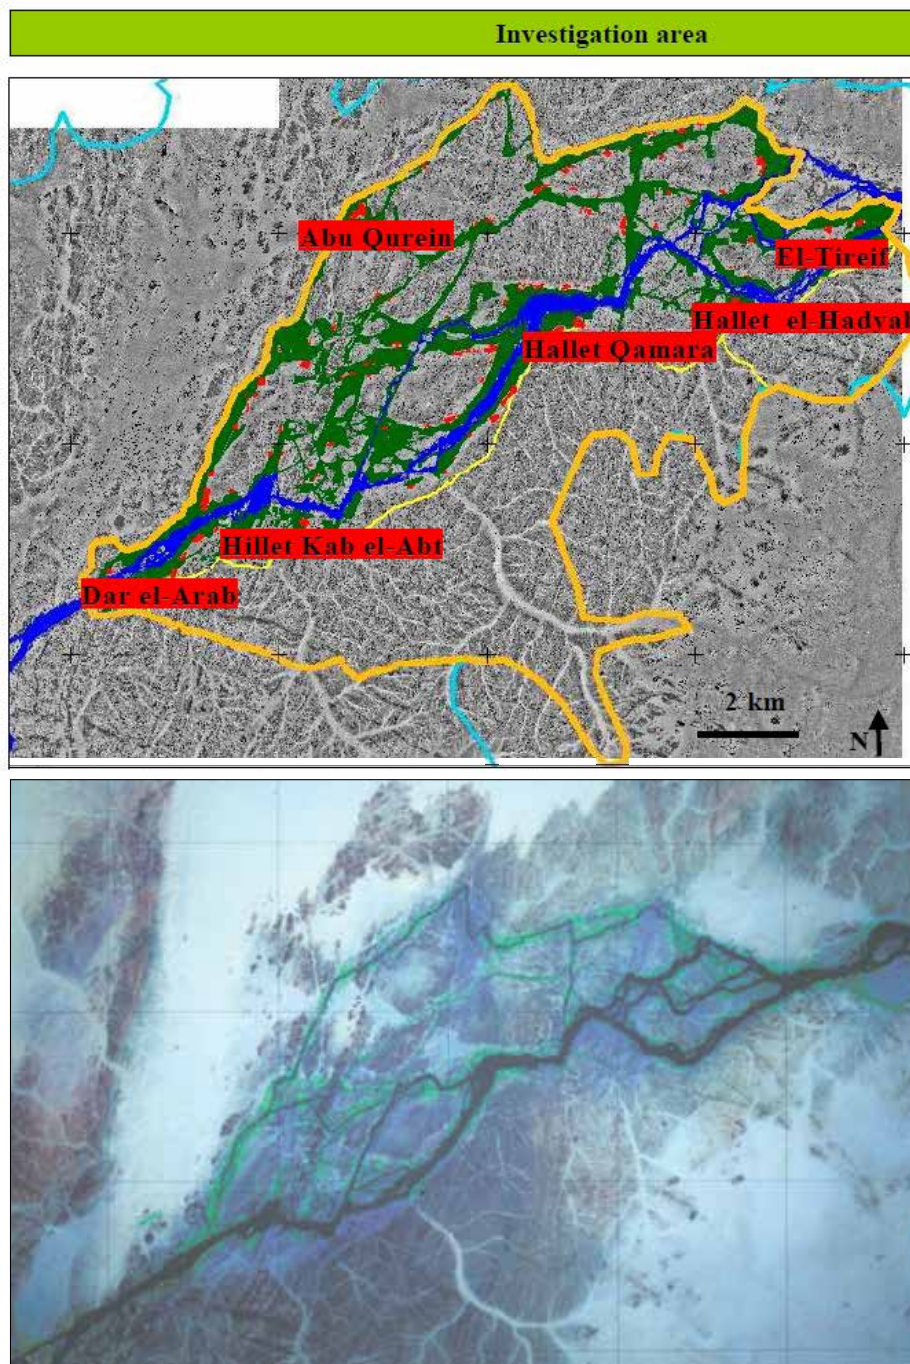 Investigation area
Abu Qurein
El-Tireif
Hallet el-Hadyab
Hallet Qamara
Hillet Kab el-Abt
Dar el-Arab
2 km
N